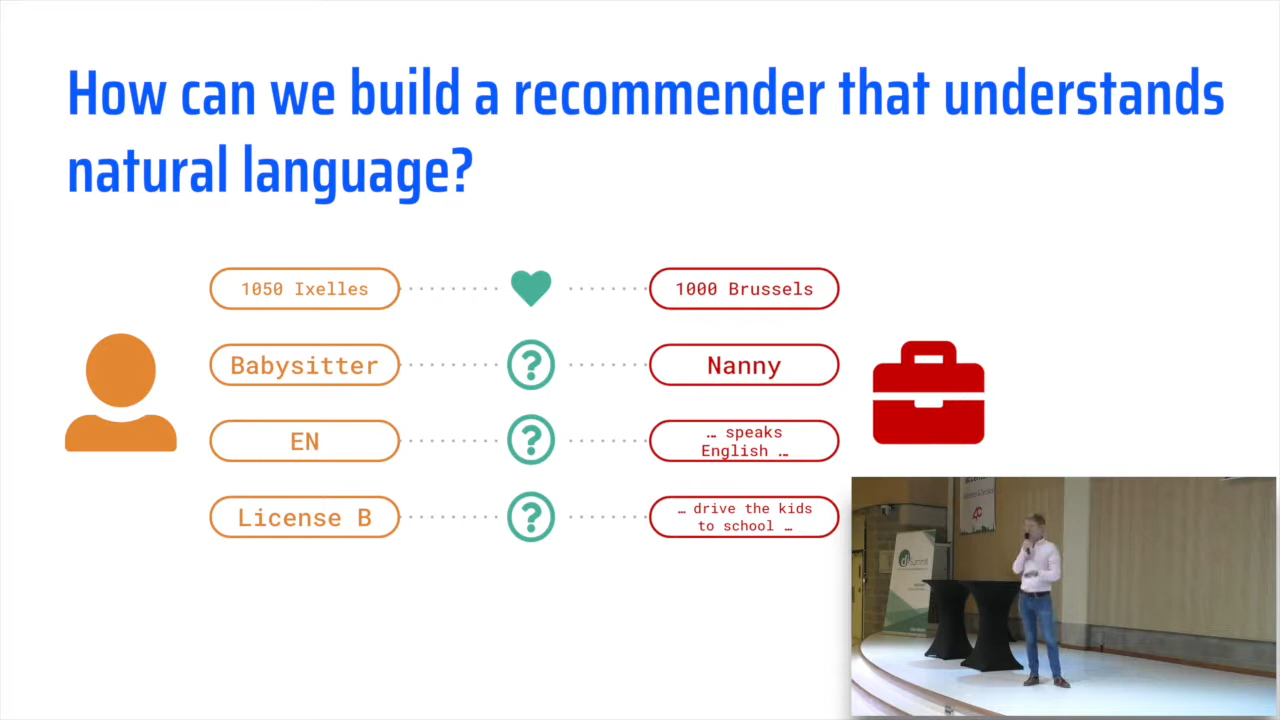 How can we build a recommender that understands
natural language?
1050 Ixelles
1000 Brussels
Babysitter
Nanny
EN
… speaks
English …
License B
… drive the kids
to school …
Summit